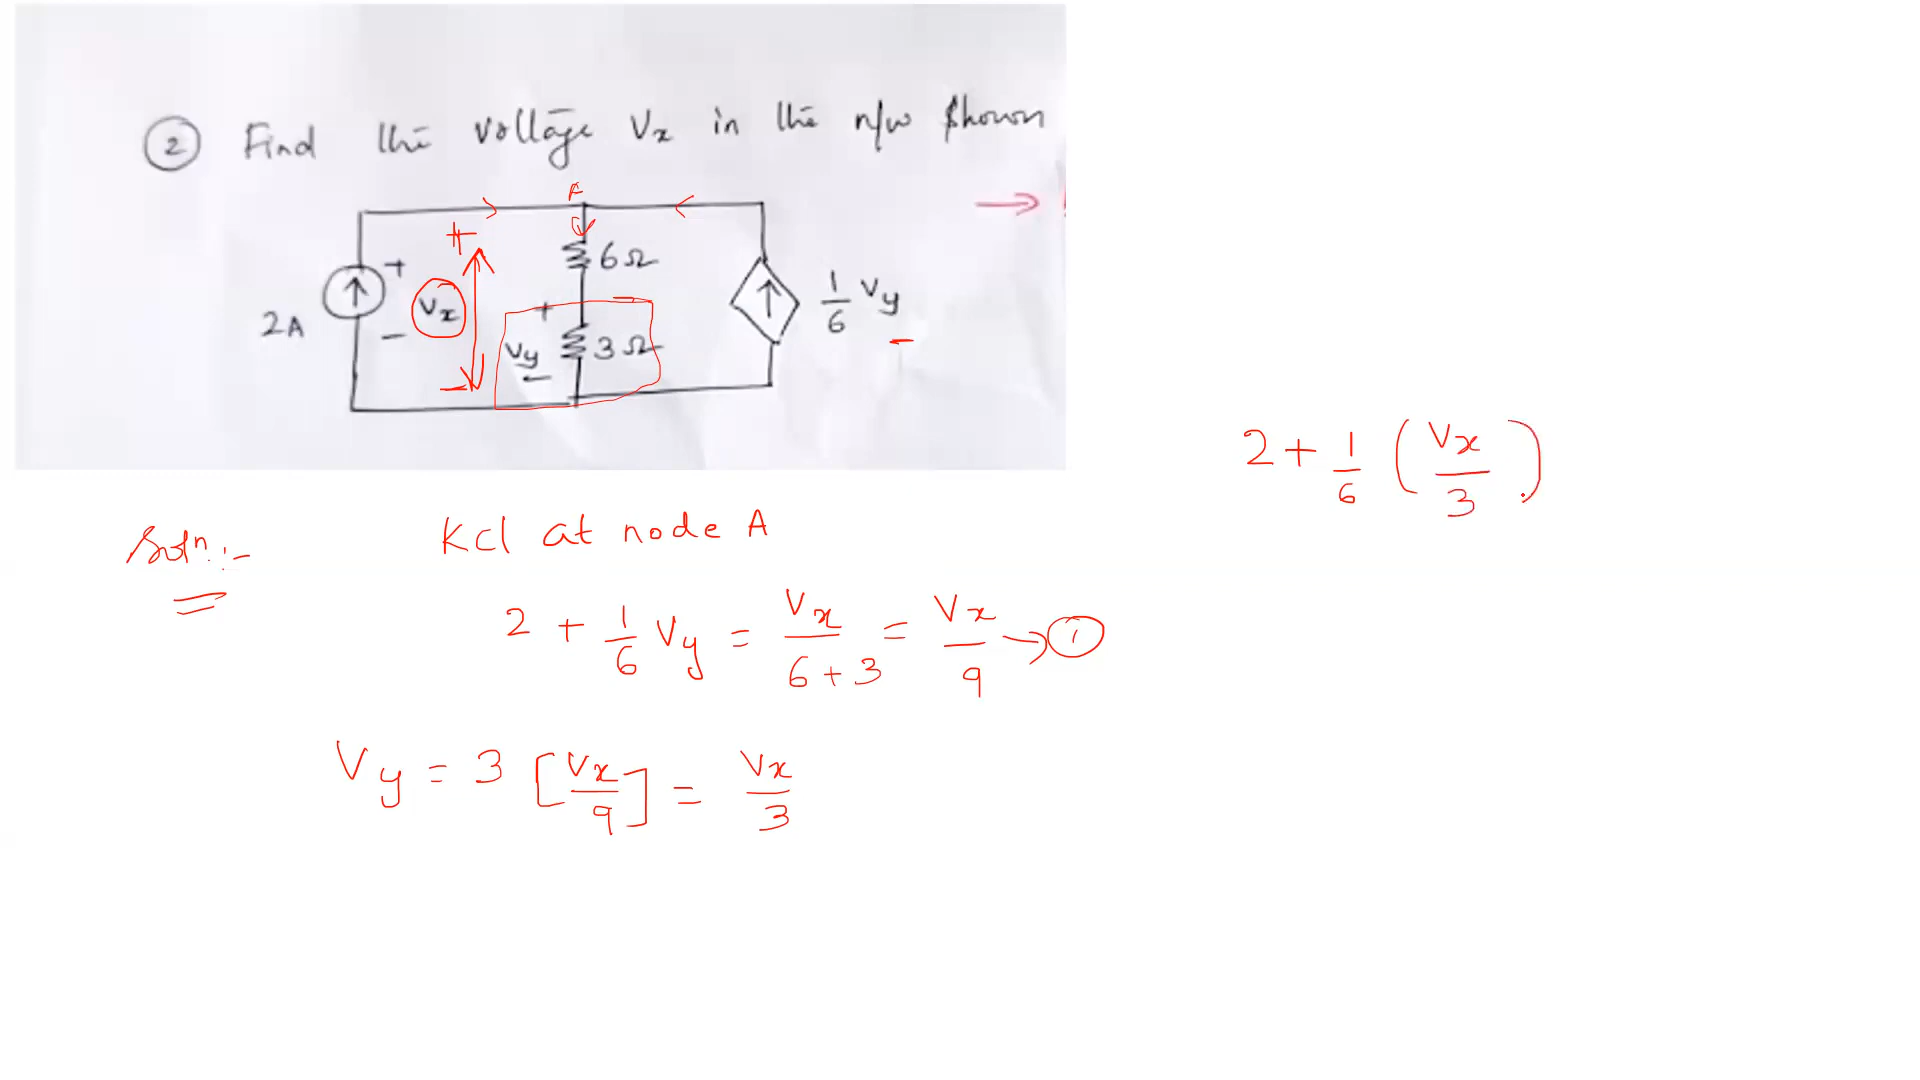 ② Find the voltage Vx in the n/w shown
A
+
6Ω
+
Vx
2A
-
-
+
Vy
3Ω
1/6 Vy
2 + 1/6 (Vx/3)
Soln:-
KCl at node A
2 + 1/6 Vy = Vx/(6+3) = Vx/9 → ①
Vy = 3 [Vx/9] = Vx/3